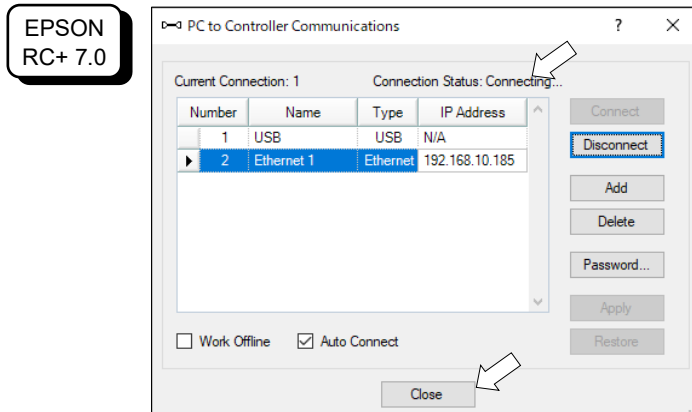 EPSON
RC+ 7.0
PC to Controller Communications
?
Current Connection: 1 Connection Status: Connecting...
Number Name Type IP Address
1 USB USB N/A
2 Ethernet 1 Ethernet 192.168.10.185
Connect
Disconnect
Add
Delete
Password...
Apply
Restore
Work Offline Auto Connect
Close